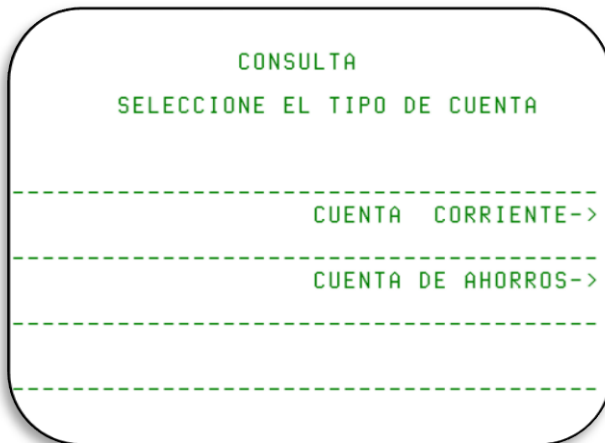 CONSULTA
SELECCIONE EL TIPO DE CUENTA
CUENTA CORRIENTE->
CUENTA DE AHORROS->